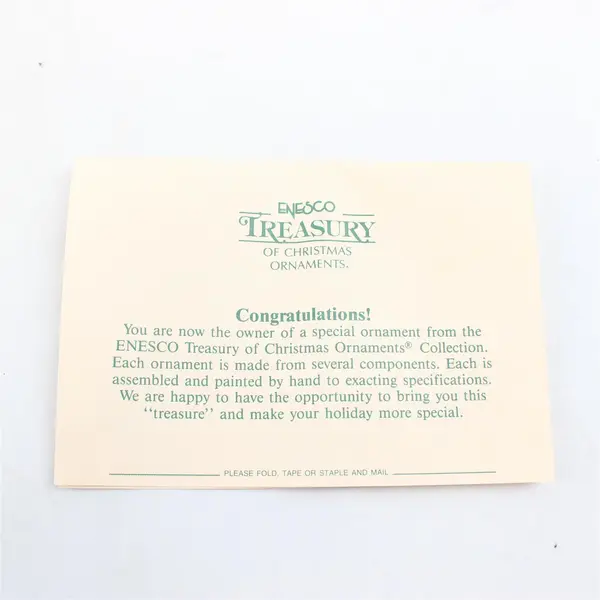 ENESCO
TREASURY
OF CHRISTMAS
ORNAMENTS.
Congratulations!
You are now the owner of a special ornament from the
ENESCO Treasury of Christmas Ornaments® Collection.
Each ornament is made from several components. Each is
assembled and painted by hand to exacting specifications.
We are happy to have the opportunity to bring you this
‘‘treasure’’ and make your holiday more special.
PLEASE FOLD, TAPE OR STAPLE AND MAIL